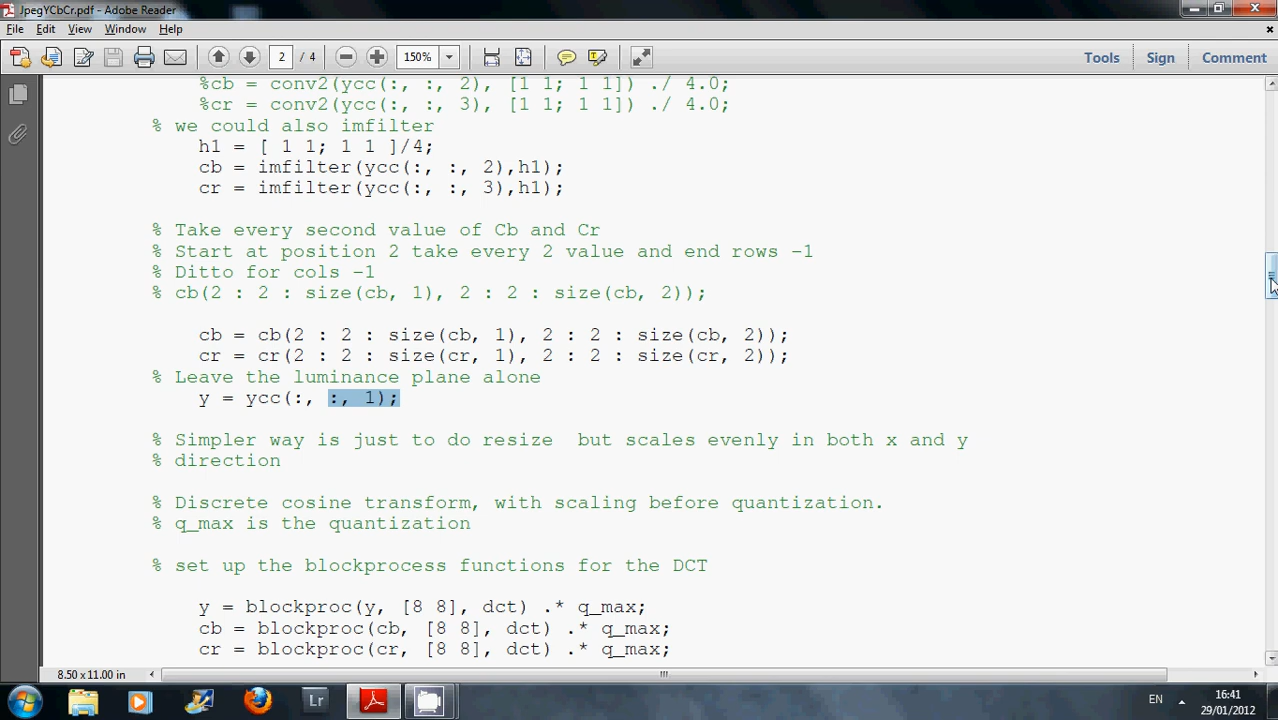 JpegYCbCr.pdf - Adobe Reader
File Edit View Window Help
2 / 4 150% Tools Sign Comment
%cb = conv2(ycc(:, :, 2), [1 1; 1 1]) ./ 4.0;
%cr = conv2(ycc(:, :, 3), [1 1; 1 1]) ./ 4.0;
% we could also imfilter
h1 = [ 1 1; 1 1 ]/4;
cb = imfilter(ycc(:, :, 2),h1);
cr = imfilter(ycc(:, :, 3),h1);
% Take every second value of Cb and Cr
% Start at position 2 take every 2 value and end rows -1
% Ditto for cols -1
% cb(2 : 2 : size(cb, 1), 2 : 2 : size(cb, 2));
cb = cb(2 : 2 : size(cb, 1), 2 : 2 : size(cb, 2));
cr = cr(2 : 2 : size(cr, 1), 2 : 2 : size(cr, 2));
% Leave the luminance plane alone
y = ycc(:, :, 1);
% Simpler way is just to do resize  but scales evenly in both x and y
% direction
% Discrete cosine transform, with scaling before quantization.
% q_max is the quantization
% set up the blockprocess functions for the DCT
y = blockproc(y, [8 8], dct) .* q_max;
cb = blockproc(cb, [8 8], dct) .* q_max;
cr = blockproc(cr, [8 8], dct) .* q_max;
8.50 x 11.00 in
Lr
EN
16:41
29/01/2012